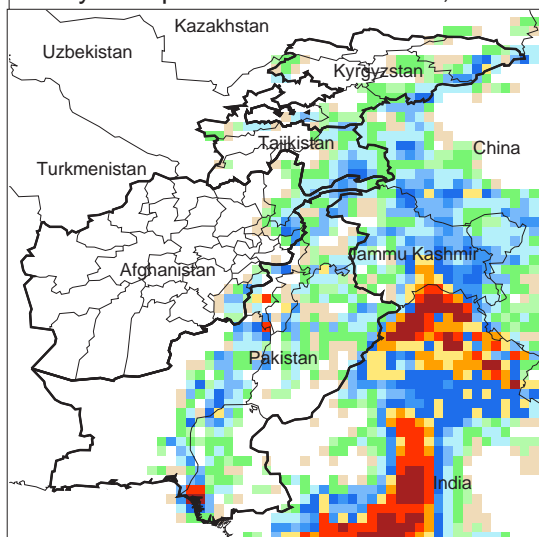 Kazakhstan
Uzbekistan
Kyrgyzstan
Tajikistan
China
Turkmenistan
Jammu Kashmir
Afghanistan
Pakistan
India